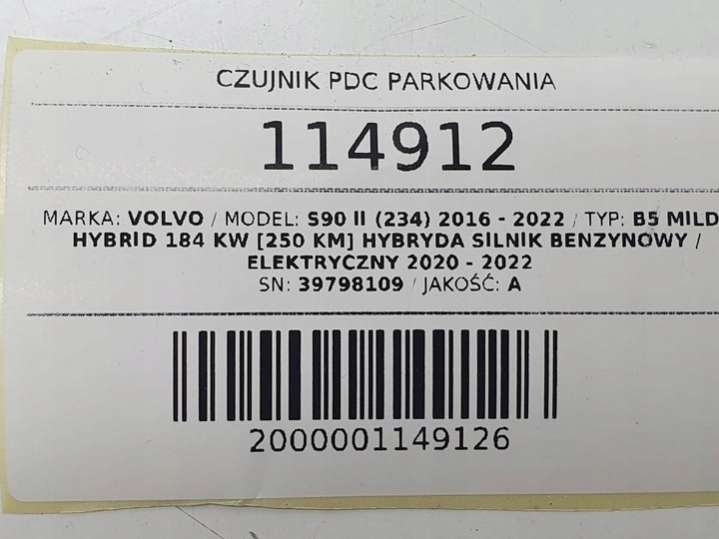 CZUJNIK PDC PARKOWANIA
114912
MARKA: VOLVO / MODEL: S90 II (234) 2016 - 2022 / TYP: B5 MILD
HYBRID 184 KW [250 KM] HYBRYDA SILNIK BENZYNOWY /
ELEKTRYCZNY 2020 - 2022
SN: 39798109 / JAKOŚĆ: A
2000001149126